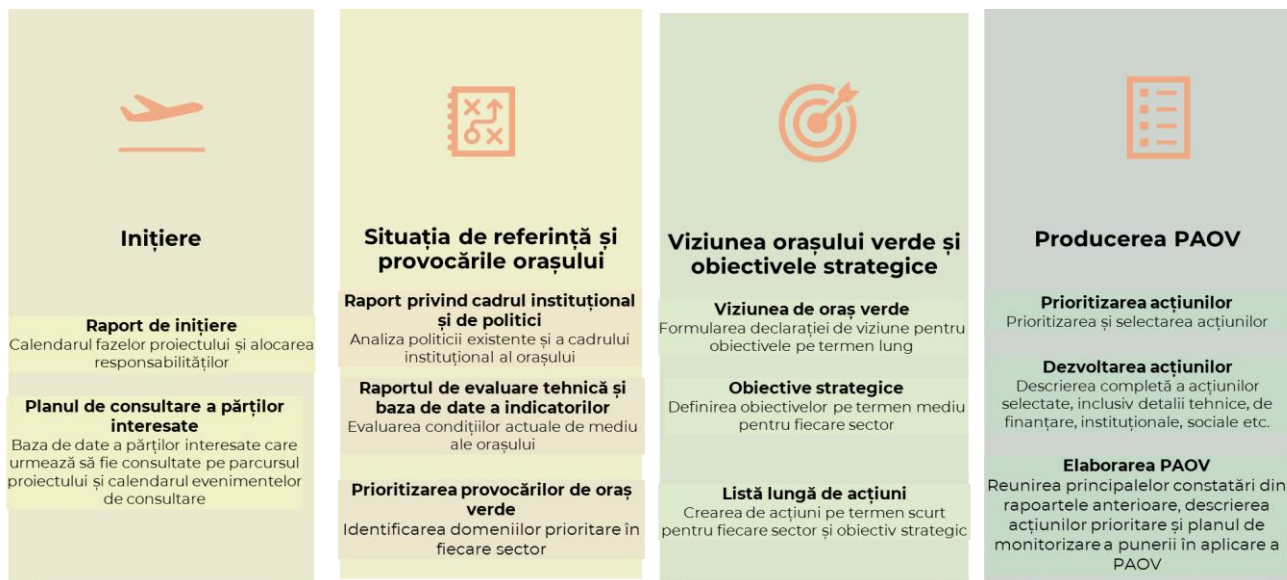 Inițiere
Raport de inițiere
Calendarul fazelor proiectului și alocarea
responsabilităților
Planul de consultare a părților
interesate
Baza de date a părților interesate care
urmează să fie consultate pe parcursul
proiectului și calendarul evenimentelor
de consultare
Situația de referință și
provocările orașului
Raport privind cadrul instituțional
și de politici
Analiza politicii existente și a cadrului
instituțional al orașului
Raportul de evaluare tehnică și
baza de date a indicatorilor
Evaluarea condițiilor actuale de mediu
ale orașului
Prioritizarea provocărilor de oraș
verde
Identificarea domeniilor prioritare în
fiecare sector
Viziunea orașului verde și
obiectivele strategice
Viziunea de oraș verde
Formularea declarației de viziune pentru
obiectivele pe termen lung
Obiective strategice
Definirea obiectivelor pe termen mediu
pentru fiecare sector
Listă lungă de acțiuni
Crearea de acțiuni pe termen scurt
pentru fiecare sector și obiectiv strategic
Producerea PAOV
Prioritizarea acțiunilor
Prioritizarea și selectarea acțiunilor
Dezvoltarea acțiunilor
Descrierea completă a acțiunilor
selectate, inclusiv detalii tehnice, de
finanțare, instituționale, sociale etc.
Elaborarea PAOV
Reunirea principalelor constatări din
rapoartele anterioare, descrierea
acțiunilor prioritare și planul de
monitorizare a punerii în aplicare a
PAOV